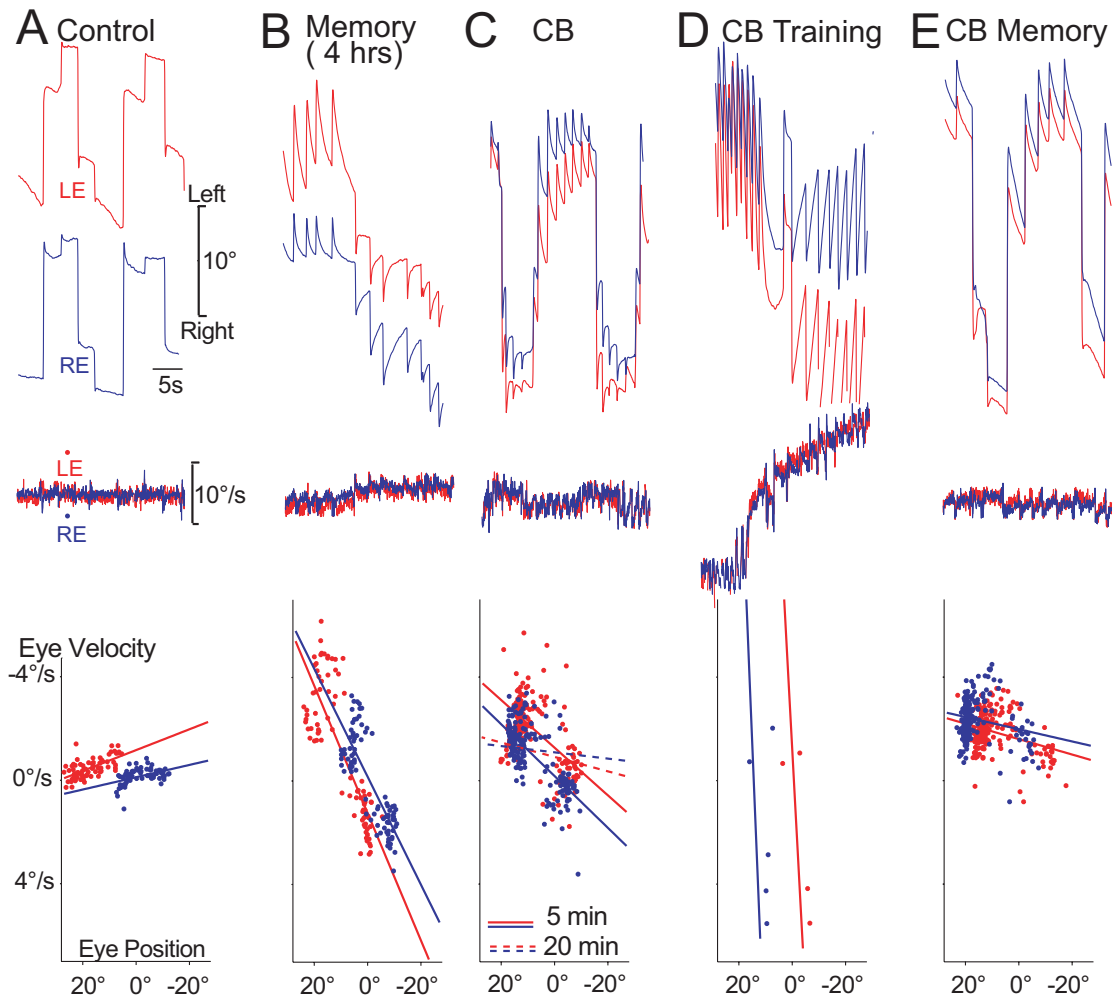 A Control
B Memory
( 4 hrs)
C CB
D CB Training
E CB Memory
LE
Left
10°
Right
RE
5s
LE
10°/s
RE
Eye Velocity
-4°/s
0°/s
4°/s
Eye Position
5 min
20 min
20° 0° -20°
20° 0° -20°
20° 0° -20°
20° 0° -20°
20° 0° -20°